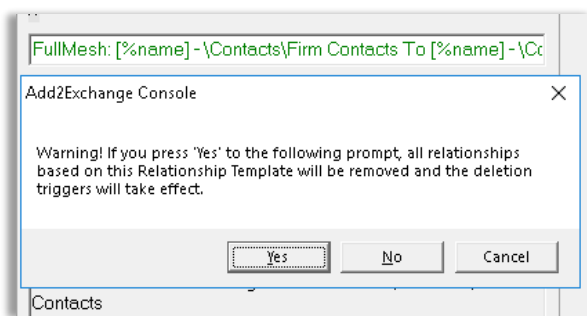 FullMesh: [%name] - \Contacts\Firm Contacts To [%name] - \Co
Add2Exchange Console
Warning! If you press 'Yes' to the following prompt, all relationships
based on this Relationship Template will be removed and the deletion
triggers will take effect.
Yes
No
Cancel
Contacts